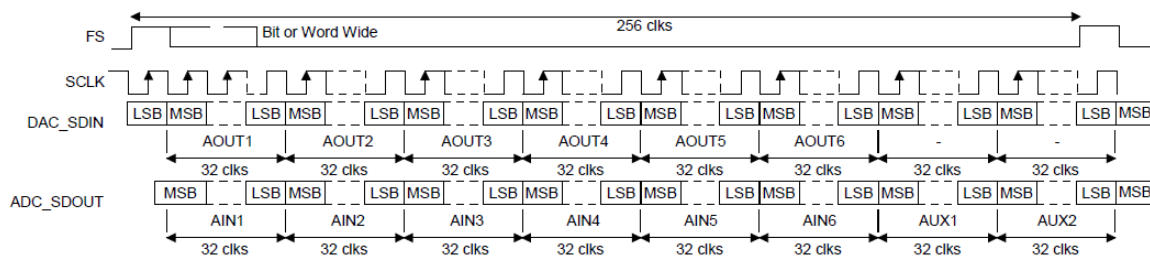 256 clks
FS Bit or Word Wide
SCLK
DAC_SDIN LSB MSB LSB MSB LSB MSB LSB MSB LSB MSB LSB MSB LSB MSB LSB MSB LSB MSB
AOUT1 AOUT2 AOUT3 AOUT4 AOUT5 AOUT6 - -
32 clks 32 clks 32 clks 32 clks 32 clks 32 clks 32 clks 32 clks
ADC_SDOUT MSB LSB MSB LSB MSB LSB MSB LSB MSB LSB MSB LSB MSB LSB MSB LSB MSB
AIN1 AIN2 AIN3 AIN4 AIN5 AIN6 AUX1 AUX2
32 clks 32 clks 32 clks 32 clks 32 clks 32 clks 32 clks 32 clks